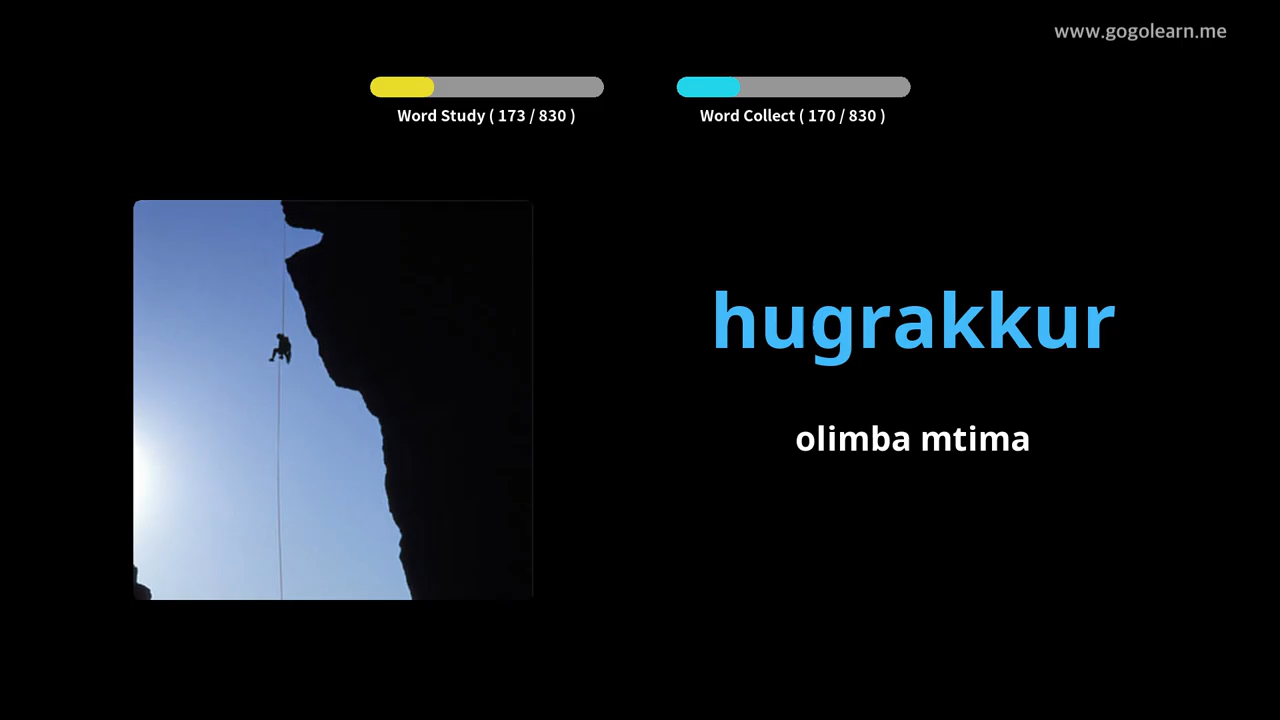 www.gogolearn.me
Word Study ( 173 / 830 )
Word Collect ( 170 / 830 )
hugrakkur
olimba mtima